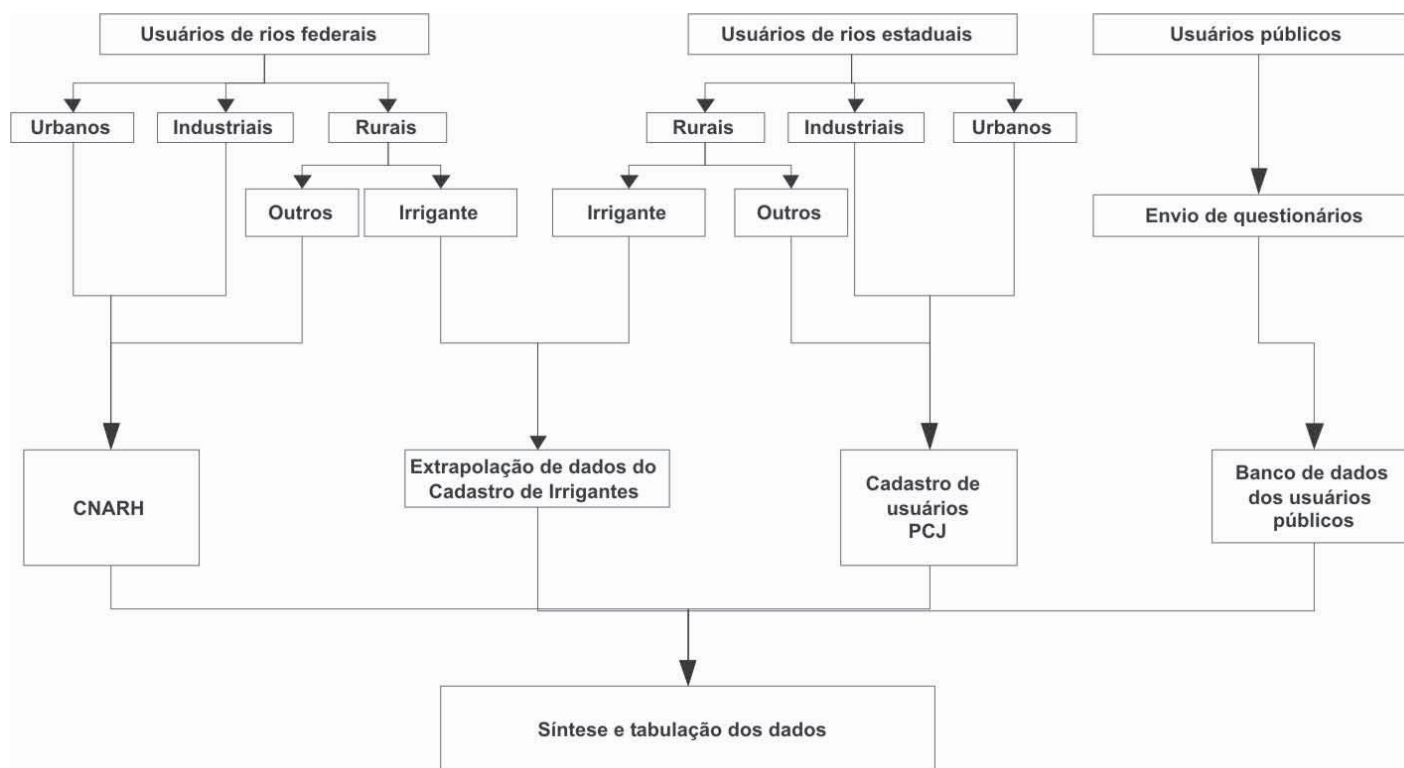 Usuários de rios federais
Usuários de rios estaduais
Usuários públicos
Urbanos
Industriais
Rurais
Rurais
Industriais
Urbanos
Outros
Irrigante
Irrigante
Outros
Envio de questionários
CNARH
Extrapolação de dados do
Cadastro de Irrigantes
Cadastro de
usuários
PCJ
Banco de dados
dos usuários
públicos
Síntese e tabulação dos dados